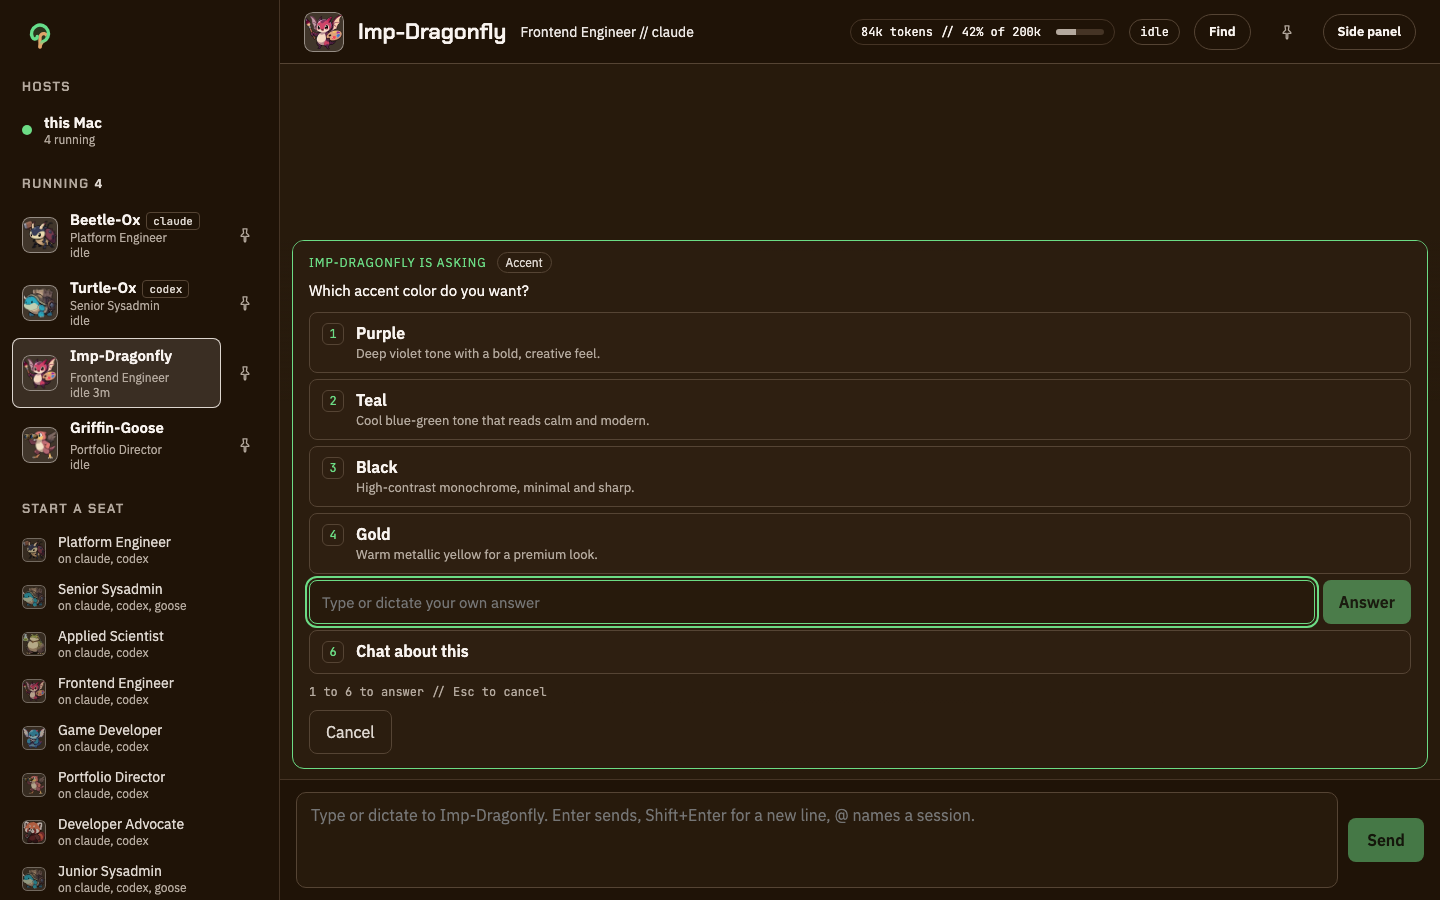 HOSTS
this Mac
4 running
RUNNING 4
Beetle-Ox claude
Platform Engineer
idle
Turtle-Ox codex
Senior Sysadmin
idle
Imp-Dragonfly
Frontend Engineer
idle 3m
Griffin-Goose
Portfolio Director
idle
START A SEAT
Platform Engineer
on claude, codex
Senior Sysadmin
on claude, codex, goose
Applied Scientist
on claude, codex
Frontend Engineer
on claude, codex
Game Developer
on claude, codex
Portfolio Director
on claude, codex
Developer Advocate
on claude, codex
Junior Sysadmin
on claude, codex, goose
Imp-Dragonfly Frontend Engineer // claude 84k tokens // 42% of 200k idle Find Side panel
IMP-DRAGONFLY IS ASKING Accent
Which accent color do you want?
1 Purple
Deep violet tone with a bold, creative feel.
2 Teal
Cool blue-green tone that reads calm and modern.
3 Black
High-contrast monochrome, minimal and sharp.
4 Gold
Warm metallic yellow for a premium look.
Type or dictate your own answer Answer
6 Chat about this
1 to 6 to answer // Esc to cancel
Cancel
Type or dictate to Imp-Dragonfly. Enter sends, Shift+Enter for a new line, @ names a session.
Send